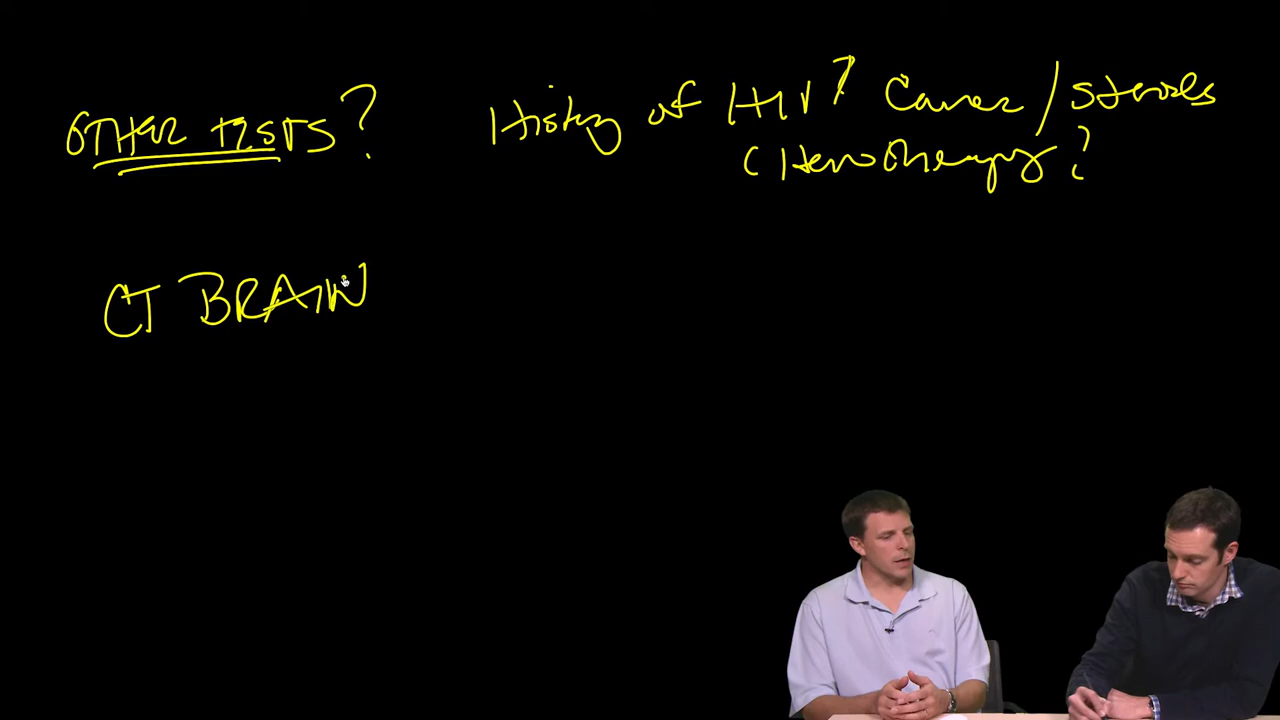 OTHER TESTS?
History of HIV? Cancer/Steroids
Chemotherapy?
CT BRAIN